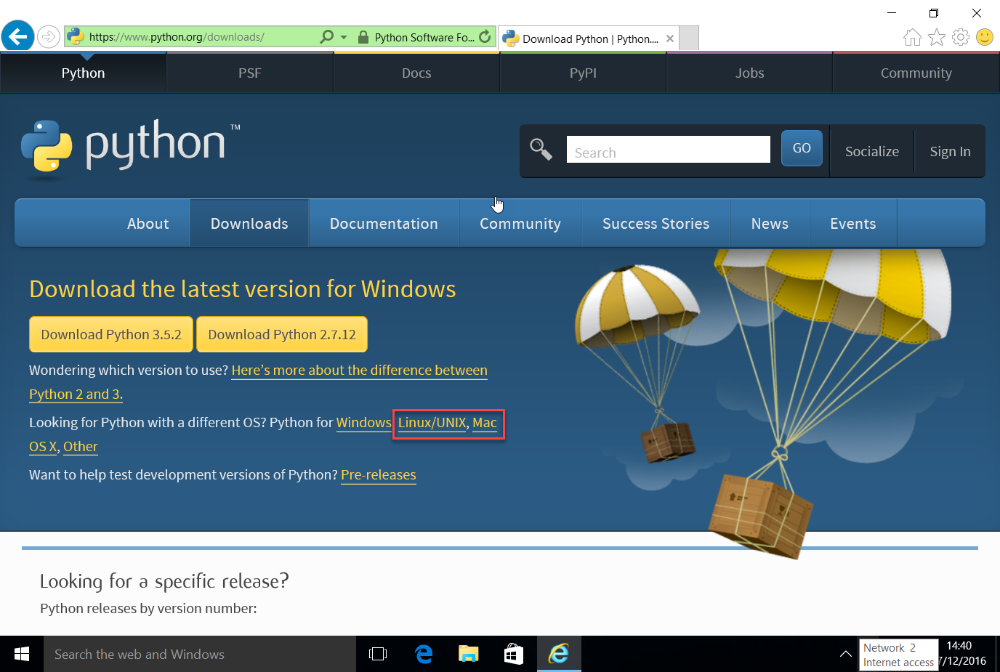 https://www.python.org/downloads/
Python Software Fo...
Download Python | Python....
Python
PSF
Docs
PyPI
Jobs
Community
python™
Search
GO
Socialize
Sign In
About
Downloads
Documentation
Community
Success Stories
News
Events
Download the latest version for Windows
Download Python 3.5.2
Download Python 2.7.12
Wondering which version to use? Here’s more about the difference between
Python 2 and 3.
Looking for Python with a different OS? Python for Windows Linux/UNIX, Mac
OS X, Other
Want to help test development versions of Python? Pre-releases
Looking for a specific release?
Python releases by version number:
Search the web and Windows
Network 2
Internet access
14:40
7/12/2016